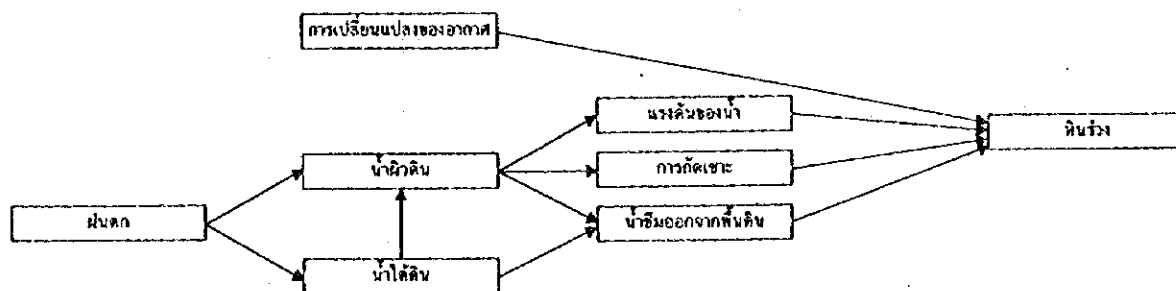 การเปลี่ยนแปลงของอากาศ
แรงดันของน้ำ
หินร่วง
น้ำผิวดิน
การกัดเซาะ
ฝนตก
น้ำซึมออกจากพื้นดิน
น้ำใต้ดิน